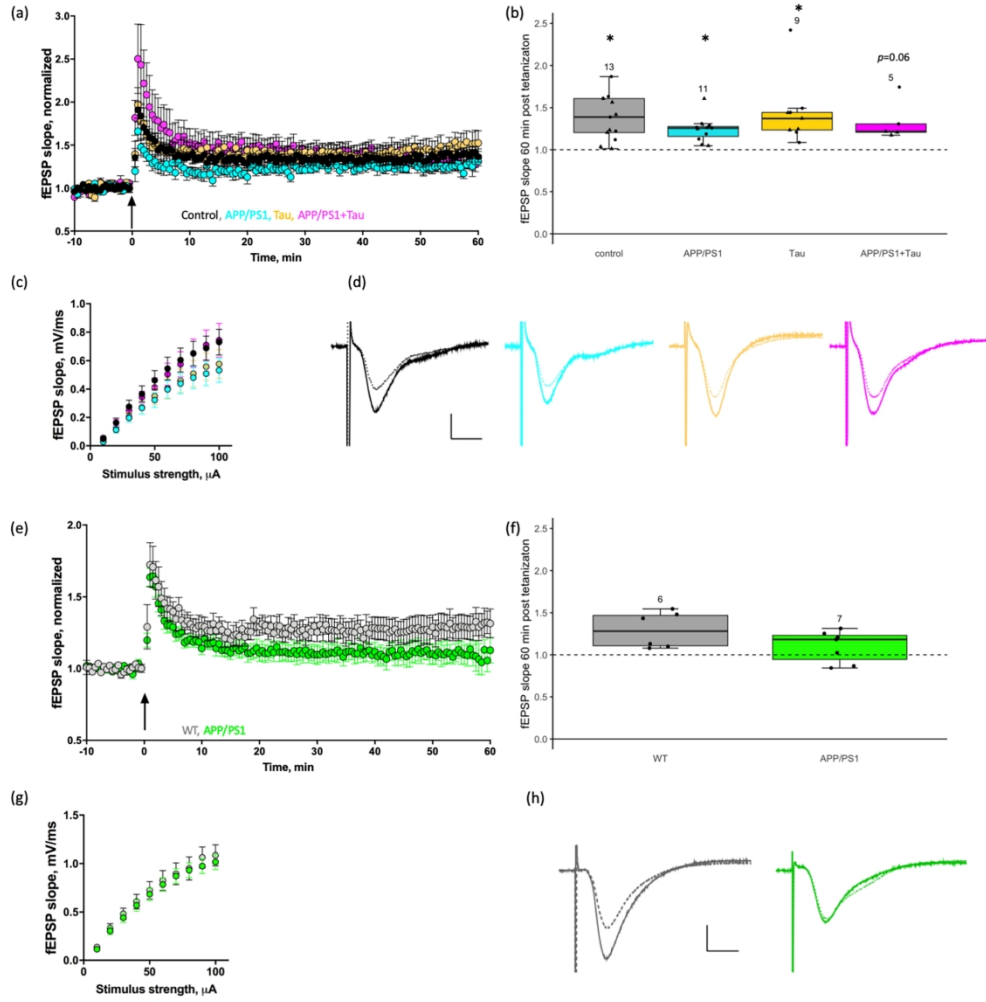 (a)
fEPSP slope, normalized
3.0
2.5
2.0
1.5
1.0
0.5
-10
0
10
20
30
40
50
60
Time, min
Control, APP/PS1, Tau, APP/PS1+Tau
(b)
fEPSP slope 60 min post tetanizaton
2.5
2.0
1.5
1.0
0.5
0.0
*
13
*
11
*
9
p=0.06
5
control
APP/PS1
Tau
APP/PS1+Tau
(c)
fEPSP slope, mV/ms
1.0
0.8
0.6
0.4
0.2
0.0
0
50
100
Stimulus strength, μA
(d)
(e)
fEPSP slope, normalized
2.0
1.5
1.0
0.5
-10
0
10
20
30
40
50
60
Time, min
WT, APP/PS1
(f)
fEPSP slope 60 min post tetanizaton
2.5
2.0
1.5
1.0
0.5
0.0
6
7
WT
APP/PS1
(g)
fEPSP slope, mV/ms
1.5
1.0
0.5
0.0
0
50
100
Stimulus strength, μA
(h)